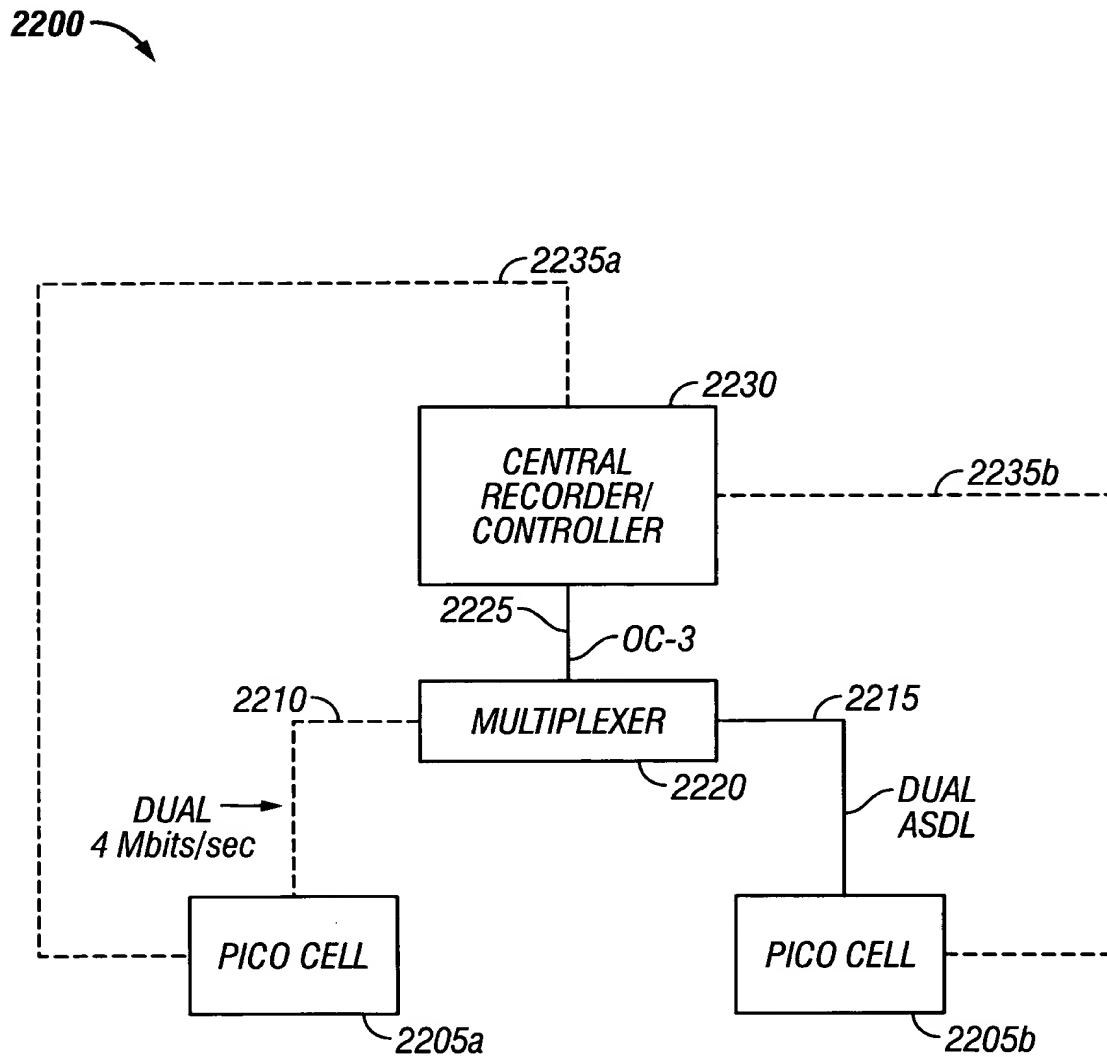 2200
2235a
2230
CENTRAL
RECORDER/
CONTROLLER
2235b
2225
OC-3
2210
MULTIPLEXER
2215
2220
DUAL
4 Mbits/sec
DUAL
ASDL
PICO CELL
PICO CELL
2205a
2205b